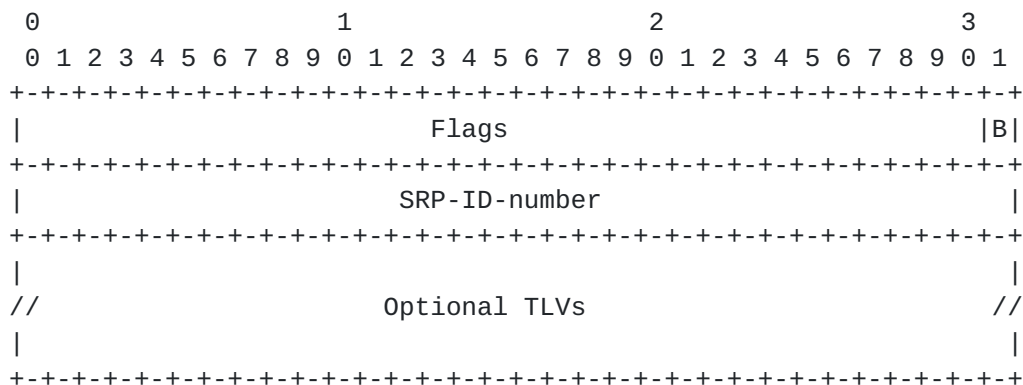 0                   1                   2                   3
 0 1 2 3 4 5 6 7 8 9 0 1 2 3 4 5 6 7 8 9 0 1 2 3 4 5 6 7 8 9 0 1
+-+-+-+-+-+-+-+-+-+-+-+-+-+-+-+-+-+-+-+-+-+-+-+-+-+-+-+-+-+-+-+-+
|                          Flags                              |B|
+-+-+-+-+-+-+-+-+-+-+-+-+-+-+-+-+-+-+-+-+-+-+-+-+-+-+-+-+-+-+-+-+
|                        SRP-ID-number                          |
+-+-+-+-+-+-+-+-+-+-+-+-+-+-+-+-+-+-+-+-+-+-+-+-+-+-+-+-+-+-+-+-+
|                                                               |
//                      Optional TLVs                          //
|                                                               |
+-+-+-+-+-+-+-+-+-+-+-+-+-+-+-+-+-+-+-+-+-+-+-+-+-+-+-+-+-+-+-+-+